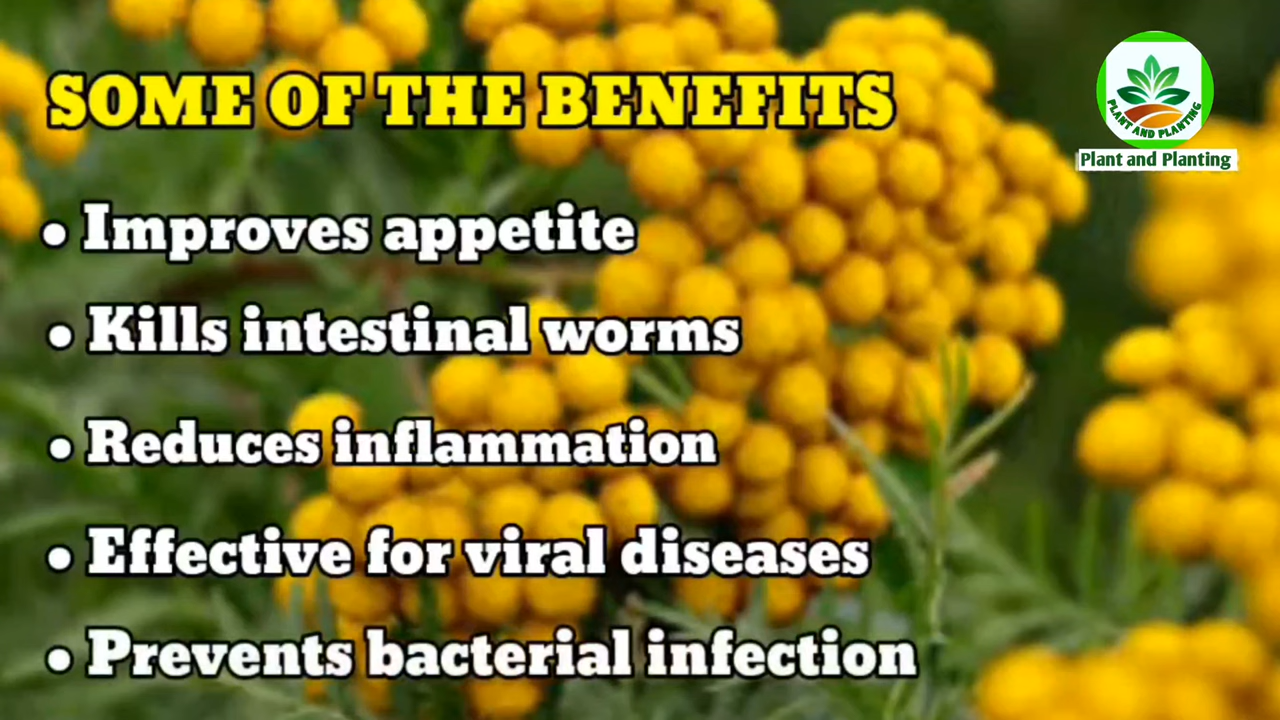 SOME OF THE BENEFITS
PLANT AND PLANTING
Plant and Planting
• Improves appetite
• Kills intestinal worms
• Reduces inflammation
• Effective for viral diseases
• Prevents bacterial infection